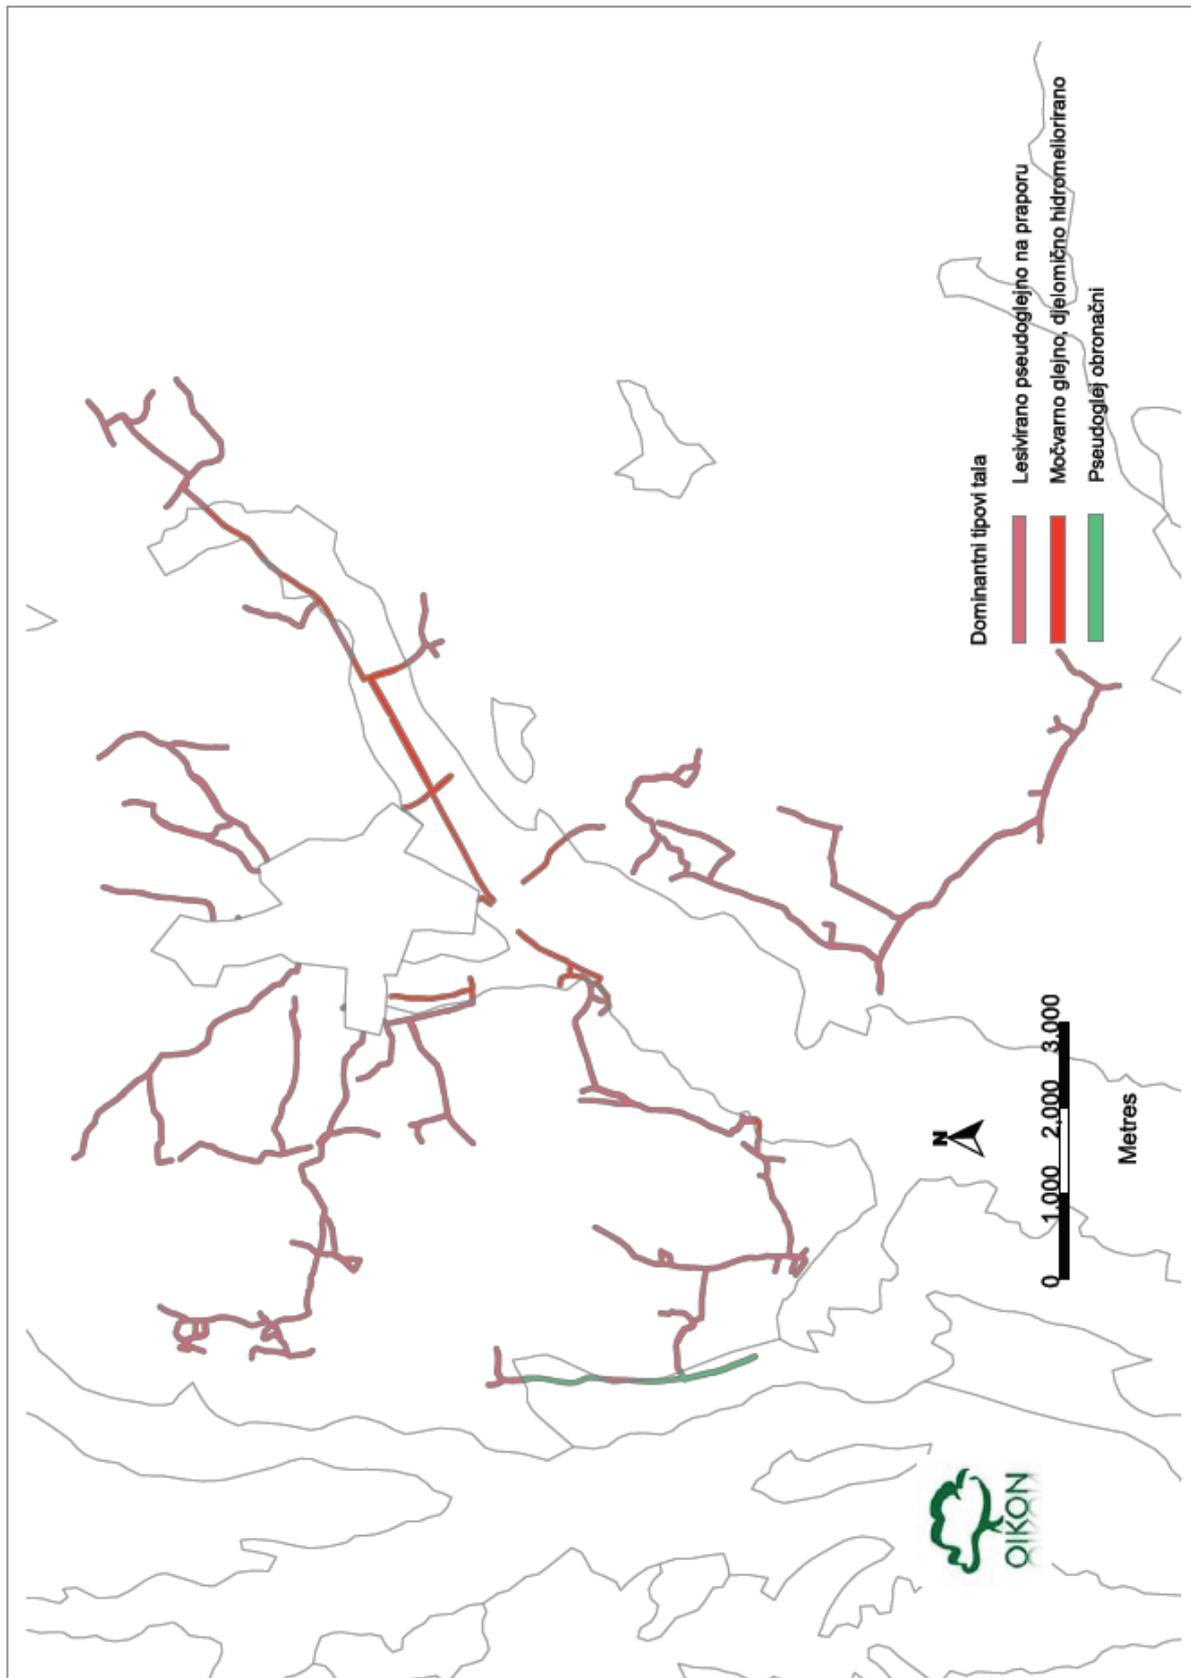 Dominantni tipovi tala
Lesivirano pseudoglejno na praporu
Močvarno glejno, djelomično hidromeliorirano
Pseudoglej obronačni
N
0 1,000 2,000 3,000
Metres
OIKON